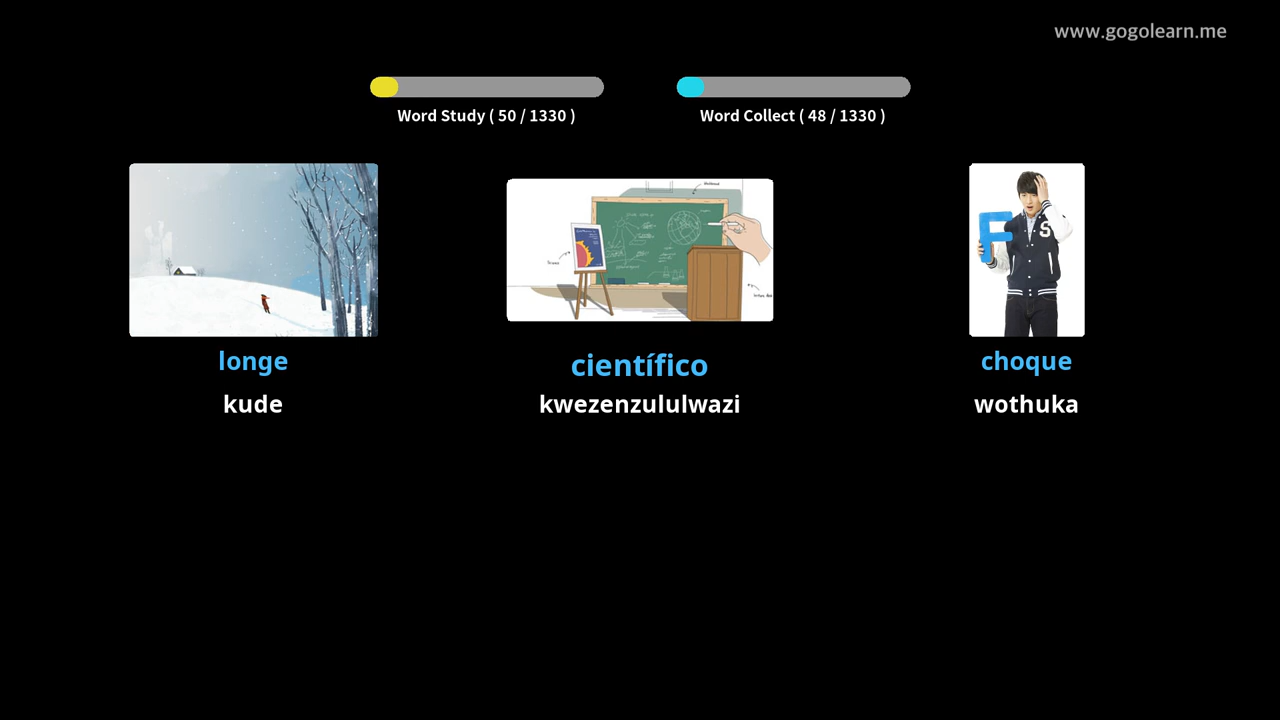 www.gogolearn.me
Word Study ( 50 / 1330 )
Word Collect ( 48 / 1330 )
F
S
longe
científico
choque
kude
kwezenzululwazi
wothuka